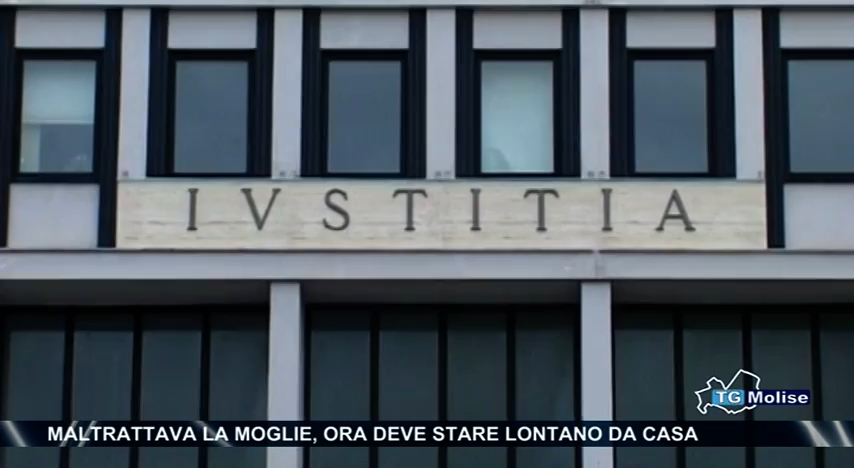 IVSTITIA
TG Molise
MALTRATTAVA LA MOGLIE, ORA DEVE STARE LONTANO DA CASA